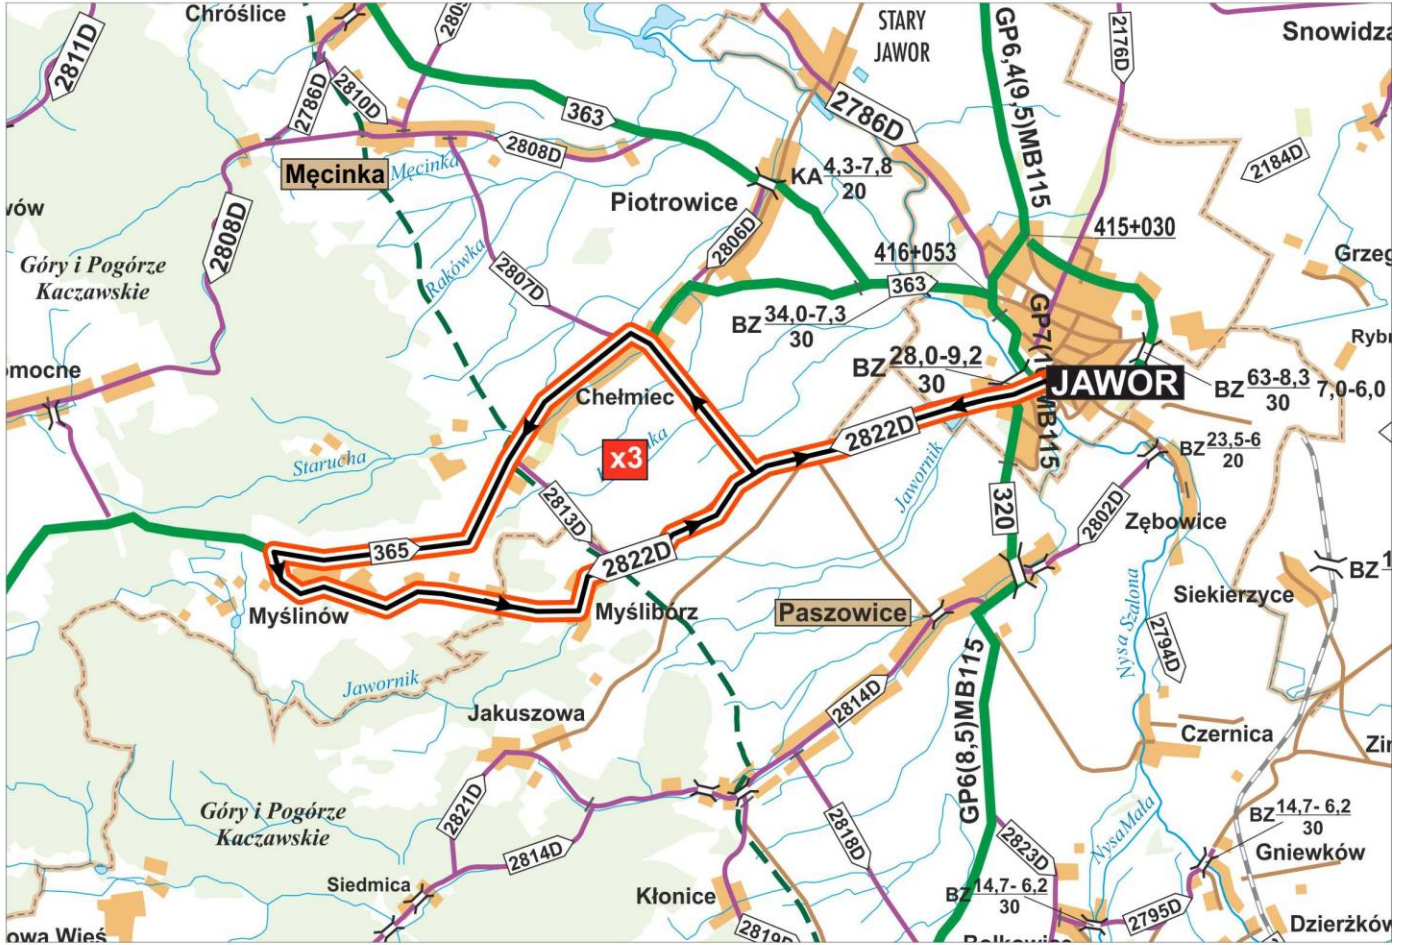 Chróślice
2811D
2786D
2810D
363
STARY
JAWOR
GP6,4(9,5)MB115
2176D
2786D
2808D
Męcinka
Męcinka
Piotrowice
KA 4,3-7,8
20
2184D
415+030
416+053
2808D
Góry i Pogórze
Kaczawskie
Rakówka
2807D
2806D
363
BZ 34,0-7,3
30
BZ 28,0-9,2
30
JAWOR
BZ 63-8,3 7,0-6,0
30
Chełmiec
x3
2822D
Starucha
BZ 23,5-6
20
2813D
Jawornik
320
2802D
Zębowice
365
2822D
Myślinów
Myślibórz
Paszowice
Siekierzyce
Nysa Szalona
2794D
Jawornik
Jakuszowa
2814D
GP6(8,5)MB115
Czernica
Góry i Pogórze
Kaczawskie
2821D
2814D
2818D
2823D
Nysa Mała
BZ 14,7- 6,2
30
Gniewków
Siedmica
Kłonice
BZ 14,7- 6,2
30
2795D